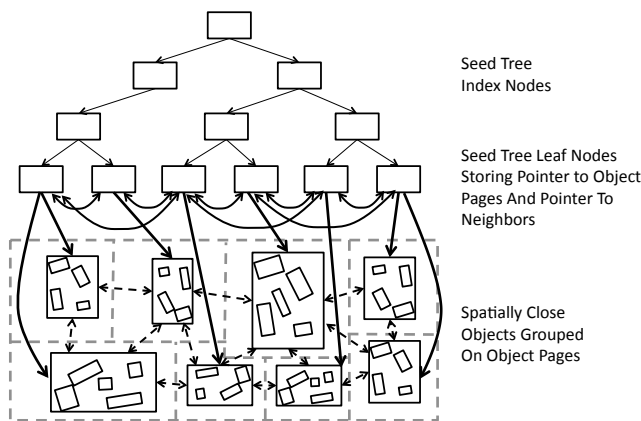 Seed Tree
Index Nodes
Seed Tree Leaf Nodes
Storing Pointer to Object
Pages And Pointer To
Neighbors
Spatially Close
Objects Grouped
On Object Pages